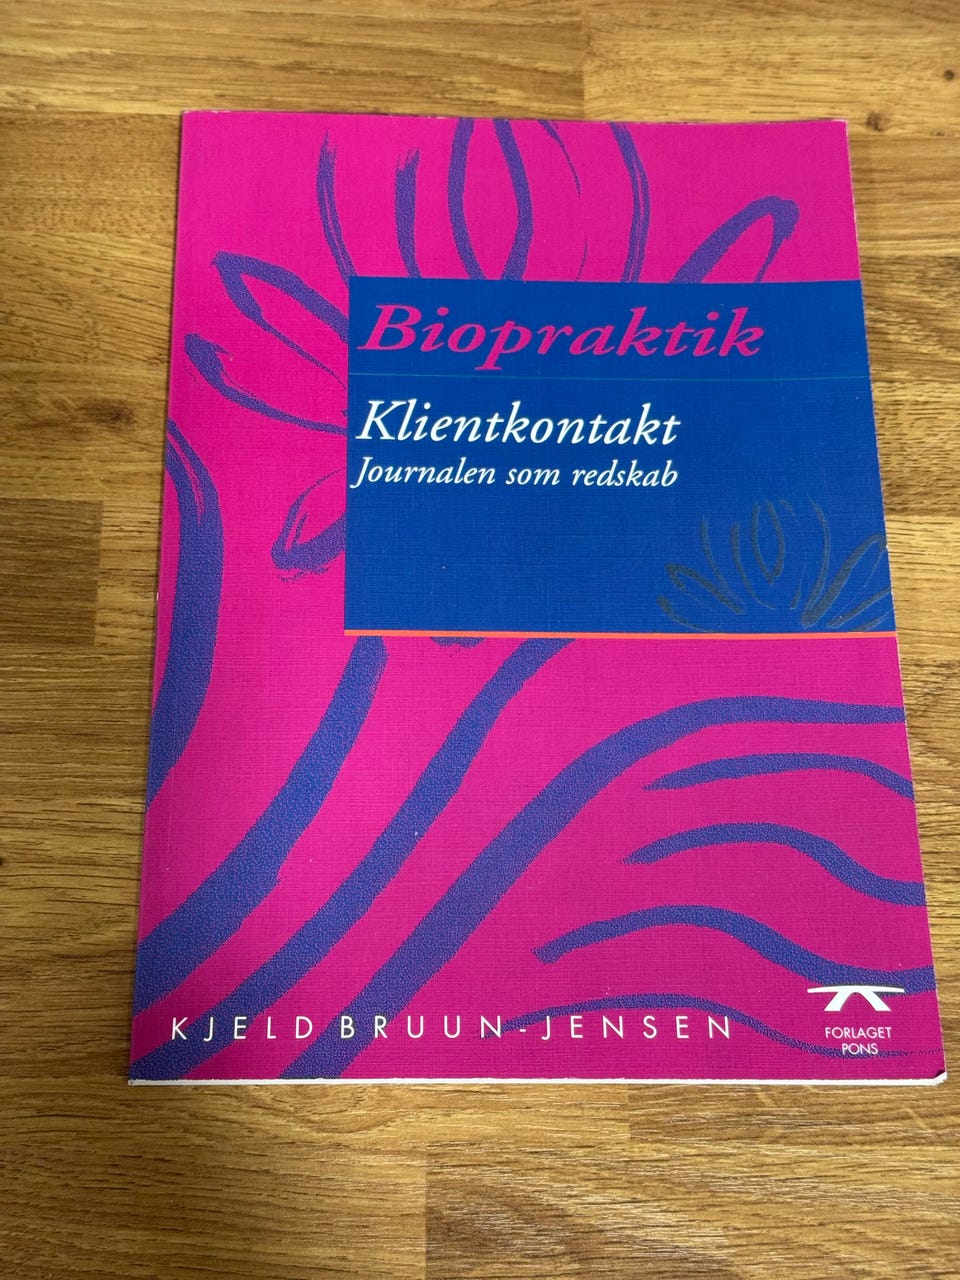 Biopraktik
Klientkontakt
Journalen som redskab
KJELD BRUUN-JENSEN
FORLAGET
PONS